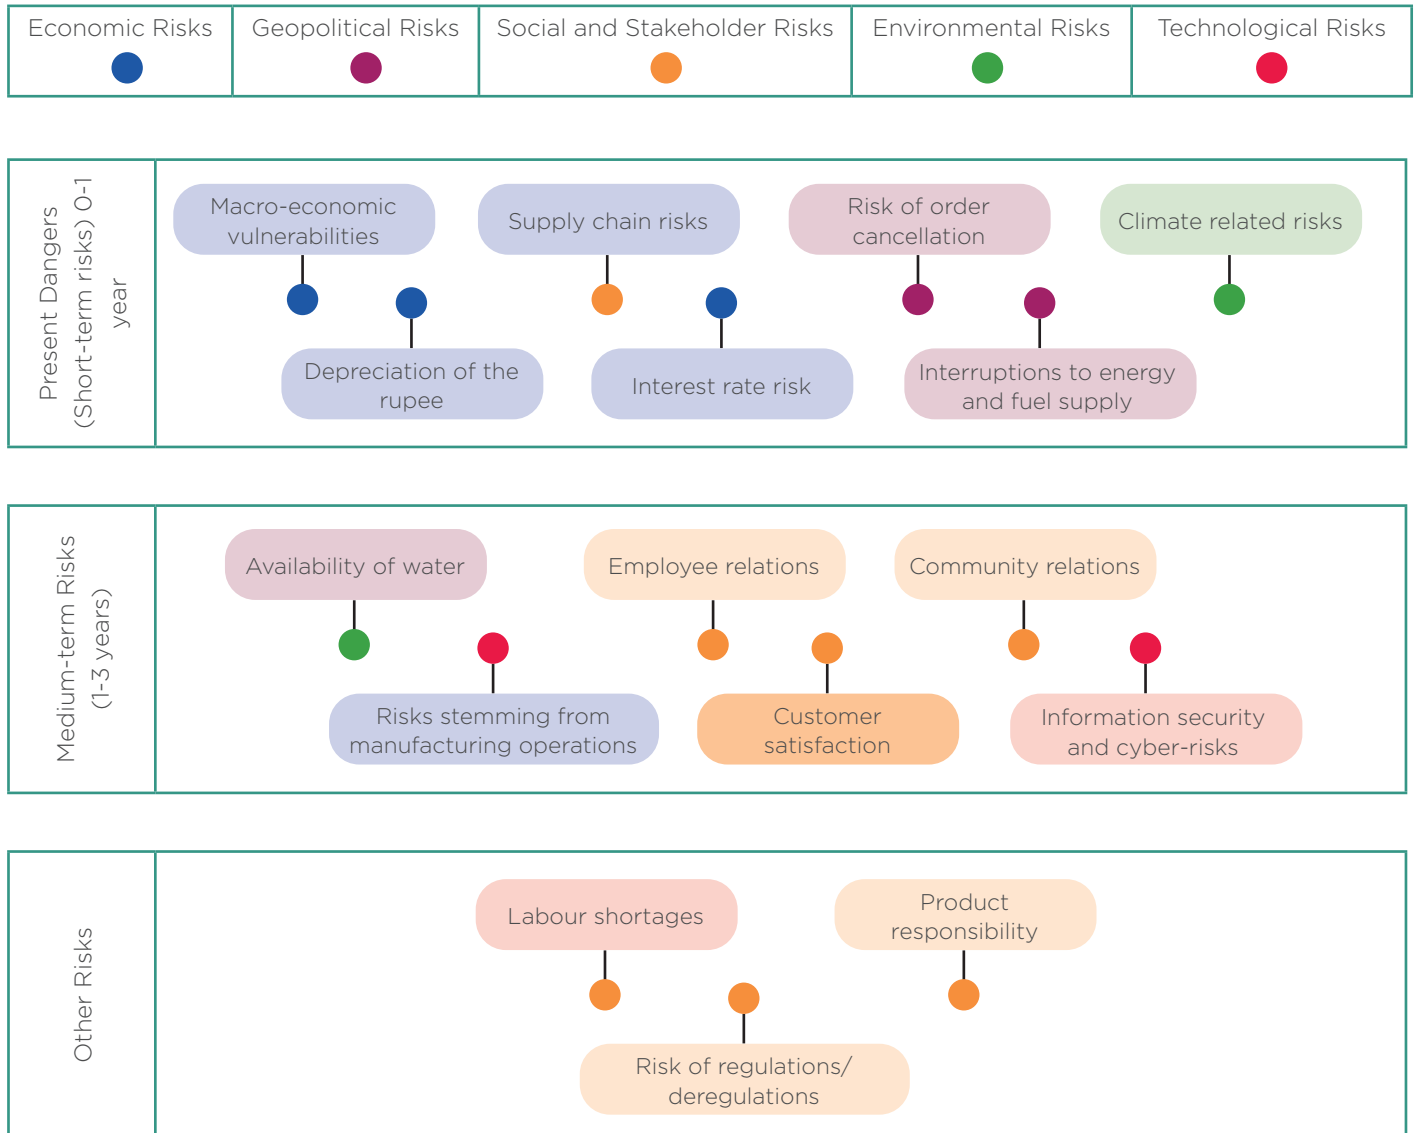 Economic Risks
Geopolitical Risks
Social and Stakeholder Risks
Environmental Risks
Technological Risks
Present Dangers
(Short-term risks) 0-1
year
Macro-economic
vulnerabilities
Supply chain risks
Risk of order
cancellation
Climate related risks
Depreciation of the
rupee
Interest rate risk
Interruptions to energy
and fuel supply
Medium-term Risks
(1-3 years)
Availability of water
Employee relations
Community relations
Risks stemming from
manufacturing operations
Customer
satisfaction
Information security
and cyber-risks
Other Risks
Labour shortages
Product
responsibility
Risk of regulations/
deregulations